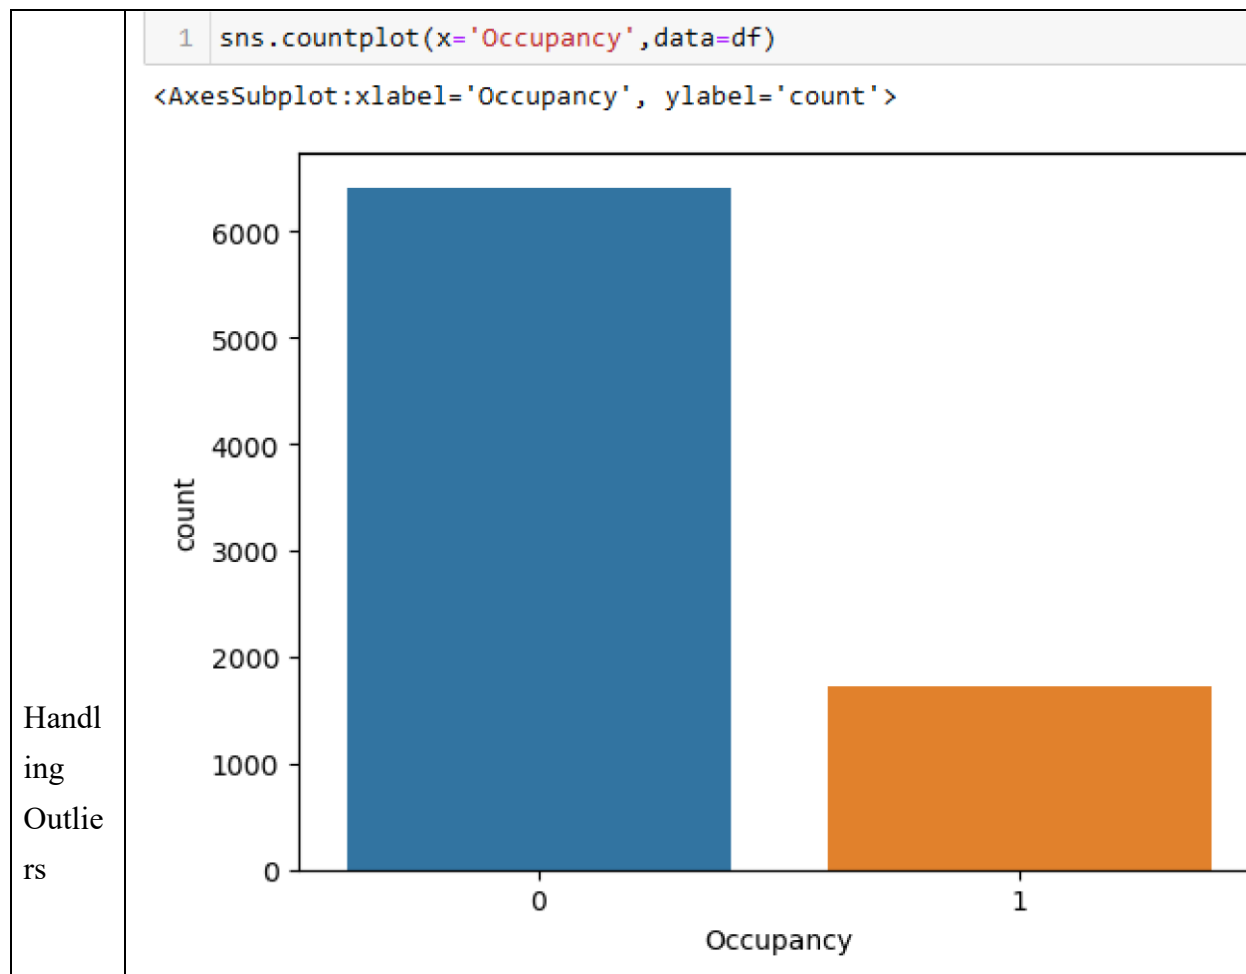 1 sns.countplot(x='Occupancy',data=df)
<AxesSubplot:xlabel='Occupancy', ylabel='count'>
6000
5000
4000
3000
2000
1000
0
count
0 1
Occupancy
Handl
ing
Outlie
rs